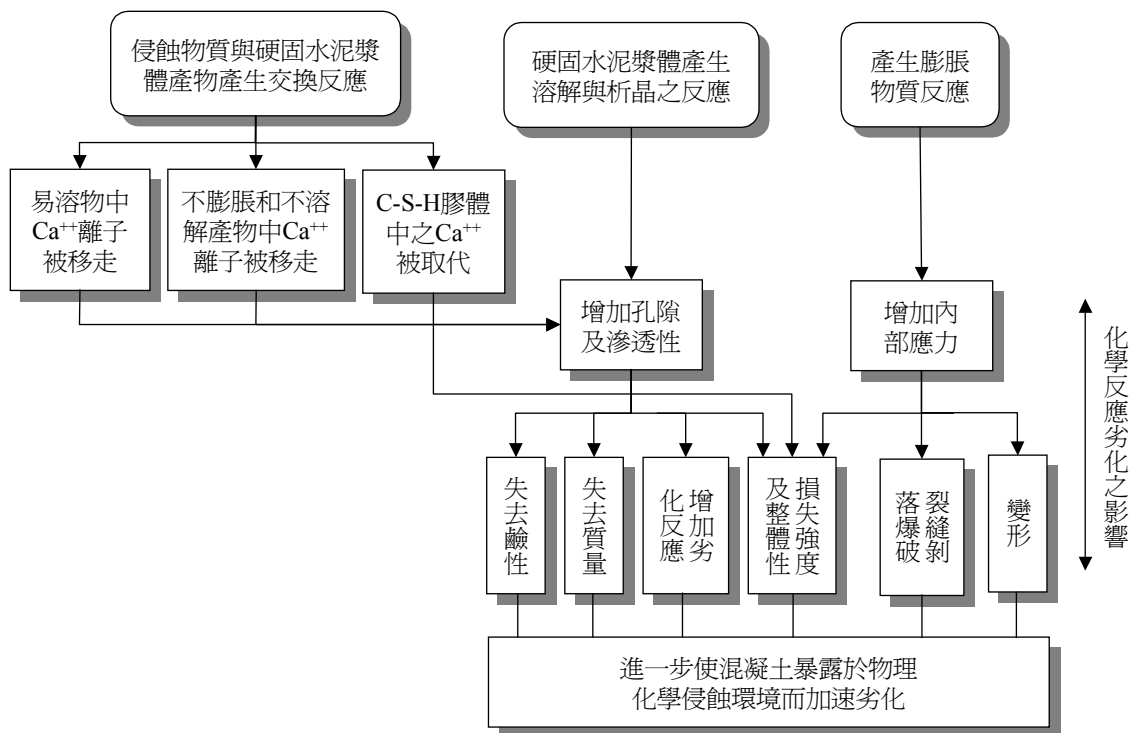 侵蝕物質與硬固水泥漿
體產物產生交換反應
硬固水泥漿體產生
溶解與析晶之反應
產生膨脹
物質反應
易溶物中
Ca⁺⁺離子
被移走
不膨脹和不溶
解產物中Ca⁺⁺
離子被移走
C-S-H膠體
中之Ca⁺⁺
被取代
增加孔隙
及滲透性
增加內
部應力
化學反應劣化之影響
失去鹼性
失去質量
增加劣
化反應
損失強度
及整體性
裂縫剝
落爆破
變形
進一步使混凝土暴露於物理
化學侵蝕環境而加速劣化